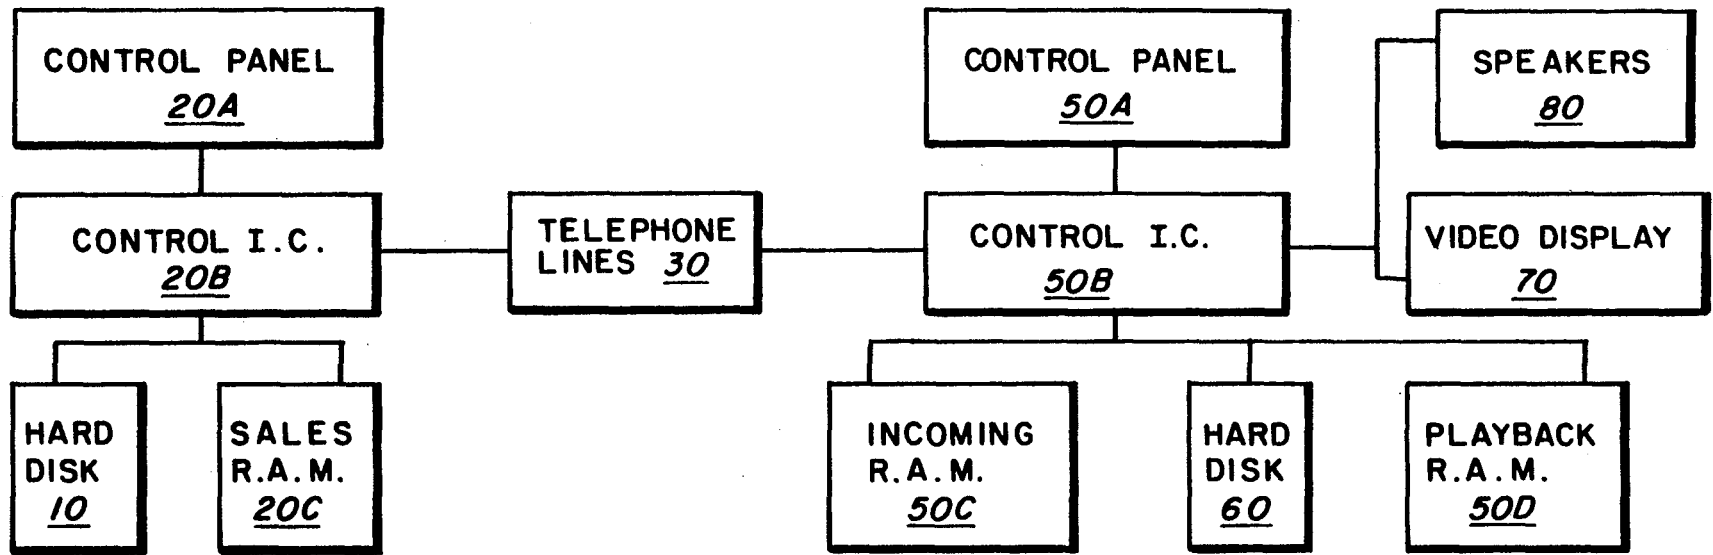 CONTROL PANEL
20A
CONTROL PANEL
50A
SPEAKERS
80
CONTROL I.C.
20B
TELEPHONE
LINES 30
CONTROL I.C.
50B
VIDEO DISPLAY
70
HARD
DISK
10
SALES
R.A.M.
20C
INCOMING
R.A.M.
50C
HARD
DISK
60
PLAYBACK
R.A.M.
50D